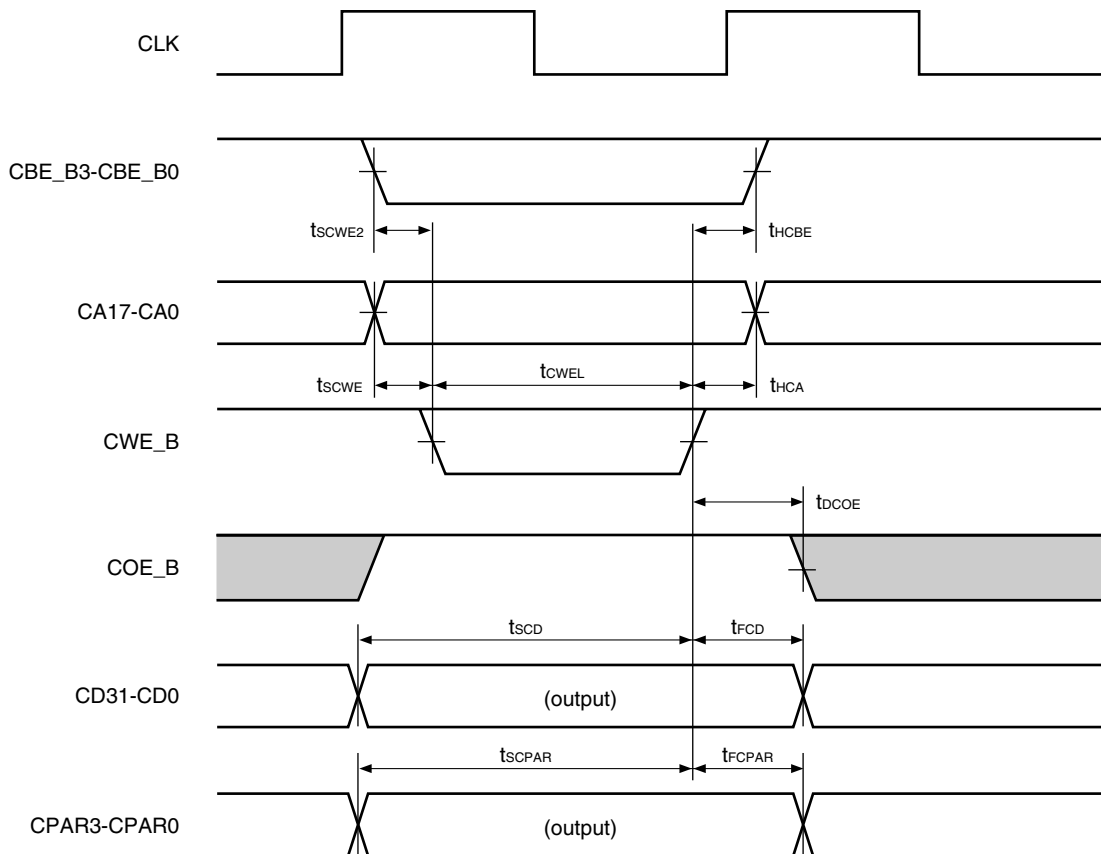 CLK
CBE_B3-CBE_B0
tSCWE2
tHCBE
CA17-CA0
tSCWE
tCWEL
tHCA
CWE_B
tDCOE
COE_B
tSCD
tFCD
CD31-CD0
(output)
tSCPAR
tFCPAR
CPAR3-CPAR0
(output)